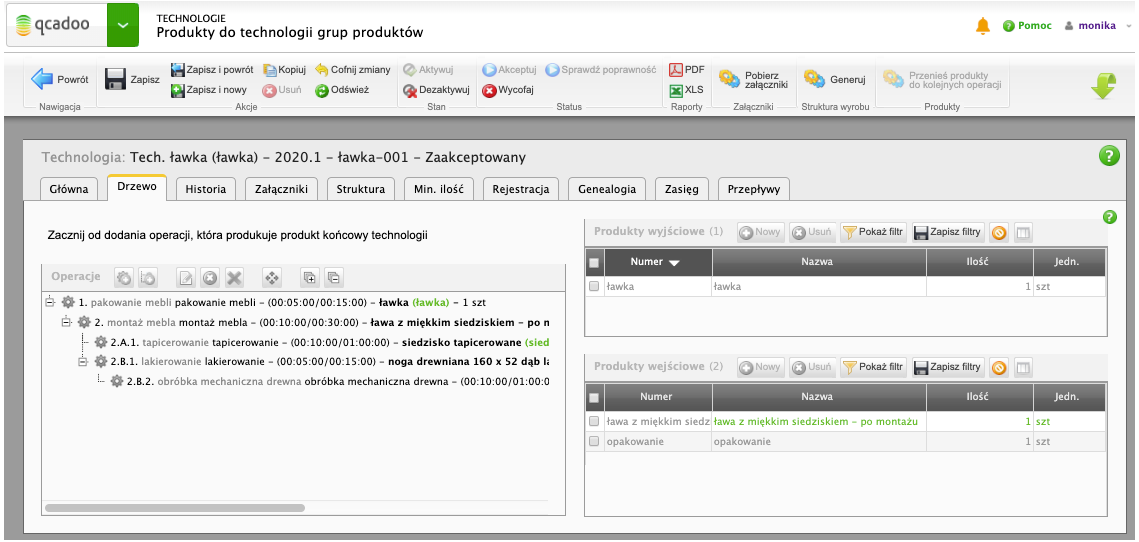 qcadoo
TECHNOLOGIE
Produkty do technologii grup produktów
Pomoc
monika
Powrót
Nawigacja
Zapisz
Zapisz i powrót
Kopiuj
Cofnij zmiany
Zapisz i nowy
Usuń
Odśwież
Akcje
Aktywuj
Dezaktywuj
Stan
Akceptuj
Sprawdź poprawność
Wycofaj
Status
PDF
XLS
Raporty
Pobierz
załączniki
Załączniki
Generuj
Struktura wyrobu
Przenieś produkty
do kolejnych operacji
Produkty
Technologia: Tech. ławka (ławka) – 2020.1 – ławka-001 – Zaakceptowany
Główna
Drzewo
Historia
Załączniki
Struktura
Min. ilość
Rejestracja
Genealogia
Zasięg
Przepływy
Zacznij od dodania operacji, która produkuje produkt końcowy technologii
Operacje
1. pakowanie mebli pakowanie mebli – (00:05:00/00:15:00) – ławka (ławka) – 1 szt
2. montaż mebla montaż mebla – (00:10:00/00:30:00) – ława z miękkim siedziskiem – po m
2.A.1. tapicerowanie tapicerowanie – (00:10:00/01:00:00) – siedzisko tapicerowane (sied
2.B.1. lakierowanie lakierowanie – (00:05:00/00:15:00) – noga drewniana 160 x 52 dąb la
2.B.2. obróbka mechaniczna drewna obróbka mechaniczna drewna – (00:10:00/01:00:0
Produkty wyjściowe (1)
Nowy
Usuń
Pokaż filtr
Zapisz filtry
Numer Nazwa Ilość Jedn.
ławka ławka 1 szt
Produkty wejściowe (2)
Nowy
Usuń
Pokaż filtr
Zapisz filtry
Numer Nazwa Ilość Jedn.
ława z miękkim siedz ława z miękkim siedziskiem – po montażu 1 szt
opakowanie opakowanie 1 szt